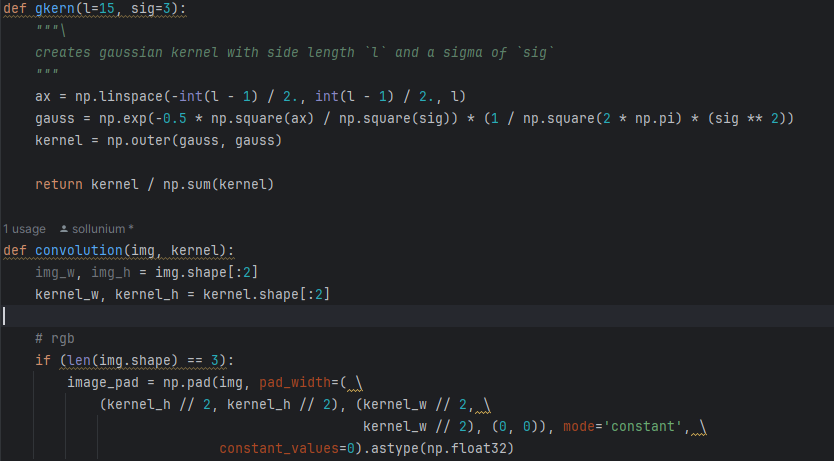 def gkern(l=15, sig=3):
    """\
    creates gaussian kernel with side length `l` and a sigma of `sig`
    """
    ax = np.linspace(-int(l - 1) / 2., int(l - 1) / 2., l)
    gauss = np.exp(-0.5 * np.square(ax) / np.square(sig)) * (1 / np.square(2 * np.pi) * (sig ** 2))
    kernel = np.outer(gauss, gauss)

    return kernel / np.sum(kernel)

1 usage   sollunium *
def convolution(img, kernel):
    img_w, img_h = img.shape[:2]
    kernel_w, kernel_h = kernel.shape[:2]

    # rgb
    if (len(img.shape) == 3):
        image_pad = np.pad(img, pad_width=( \
            (kernel_h // 2, kernel_h // 2), (kernel_w // 2, \
                                             kernel_w // 2), (0, 0)), mode='constant', \
                           constant_values=0).astype(np.float32)